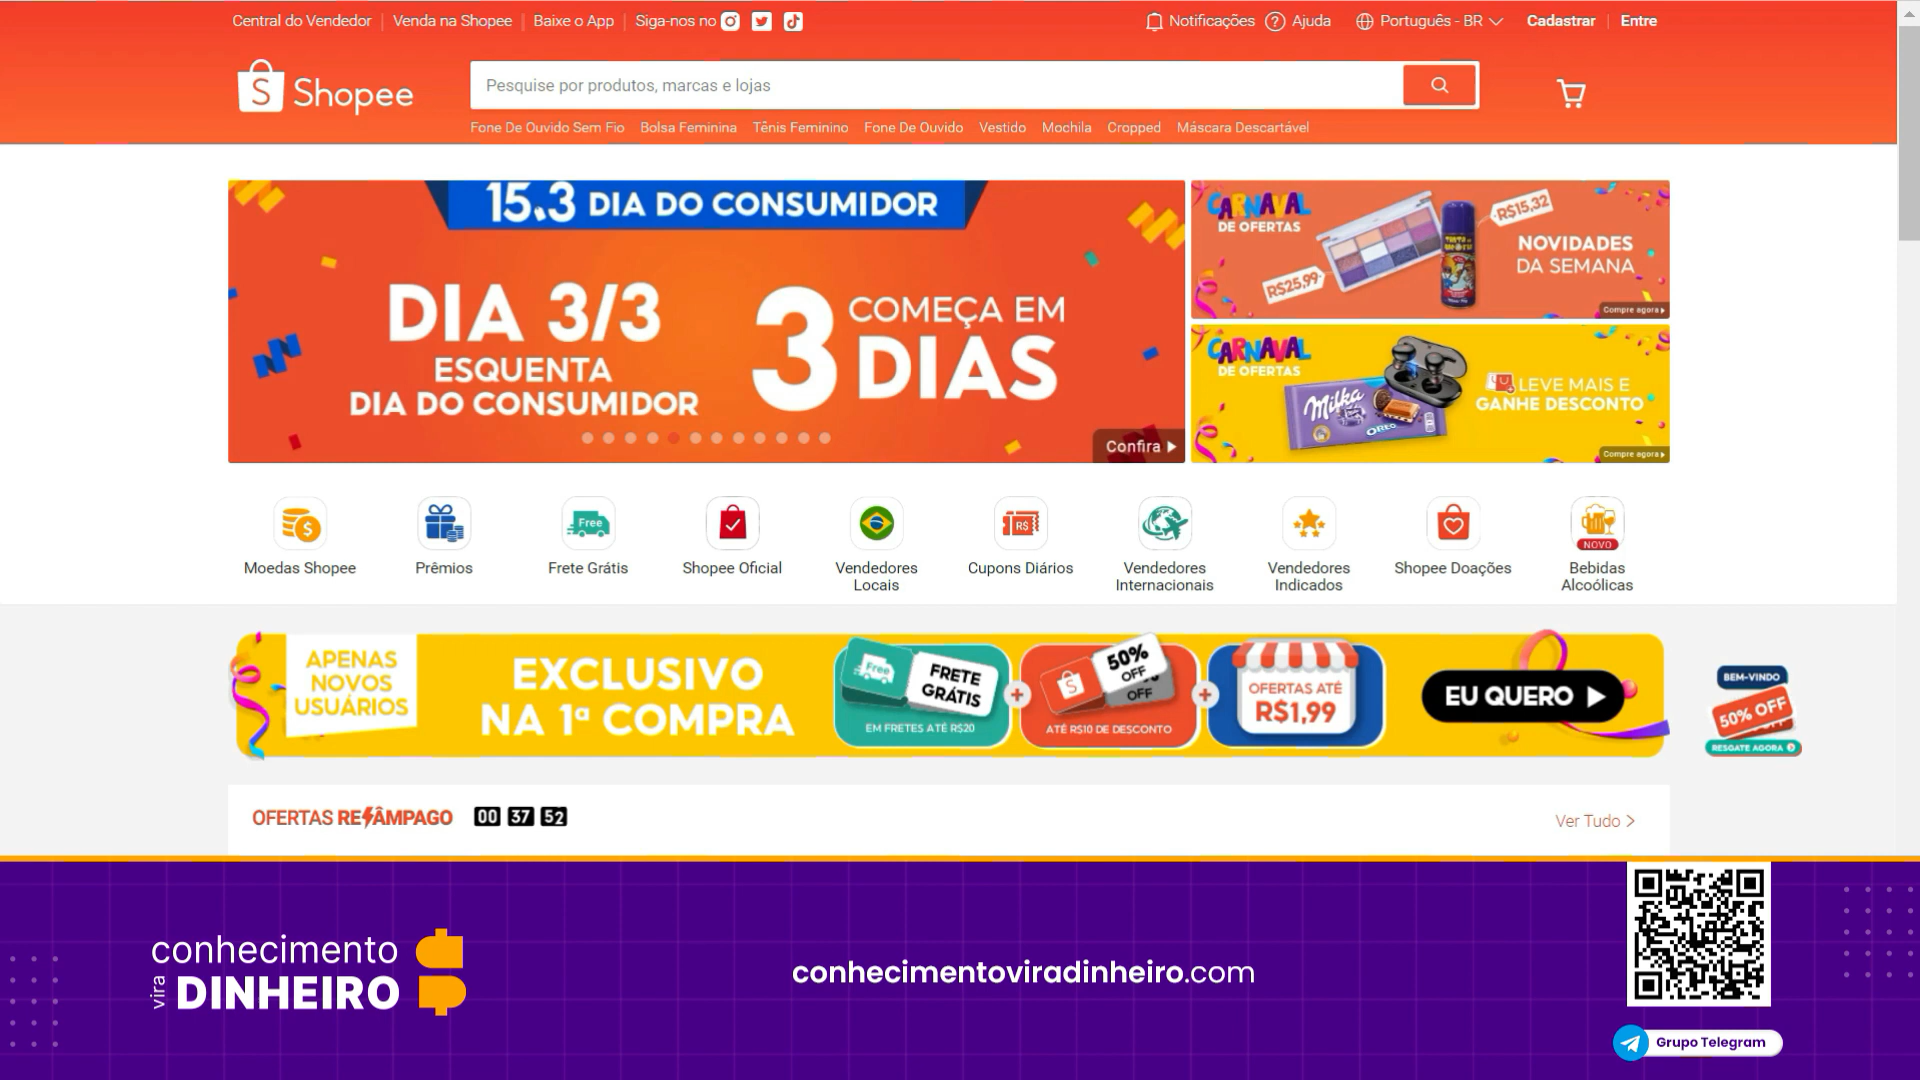 Central do Vendedor | Venda na Shopee | Baixe o App | Siga-nos no
Notificações Ajuda Português - BR Cadastrar | Entre
Shopee
Pesquise por produtos, marcas e lojas
Fone De Ouvido Sem Fio Bolsa Feminina Tênis Feminino Fone De Ouvido Vestido Mochila Cropped Máscara Descartável
15.3 DIA DO CONSUMIDOR
DIA 3/3
ESQUENTA
DIA DO CONSUMIDOR
3 COMEÇA EM
DIAS
Confira
CARNAVAL
DE OFERTAS
R$25,99
R$15,32
NOVIDADES
DA SEMANA
Compre agora
CARNAVAL
DE OFERTAS
Milka
OREO
LEVE MAIS E
GANHE DESCONTO
Compre agora
Moedas Shopee
Prêmios
Free
Frete Grátis
Shopee Oficial
Vendedores
Locais
R$
Cupons Diários
Vendedores
Internacionais
Vendedores
Indicados
Shopee Doações
NOVO
Bebidas
Alcoólicas
APENAS
NOVOS
USUÁRIOS
EXCLUSIVO
NA 1ª COMPRA
Free
FRETE
GRÁTIS
EM FRETES ATÉ R$20
+
50%
OFF
OFF
ATÉ R$10 DE DESCONTO
+
OFERTAS ATÉ
R$1,99
EU QUERO
BEM-VINDO
50% OFF
RESGATE AGORA
OFERTAS RELÂMPAGO 00 37 52
Ver Tudo >
conhecimento
vira DINHEIRO
conhecimentoviradinheiro.com
Grupo Telegram